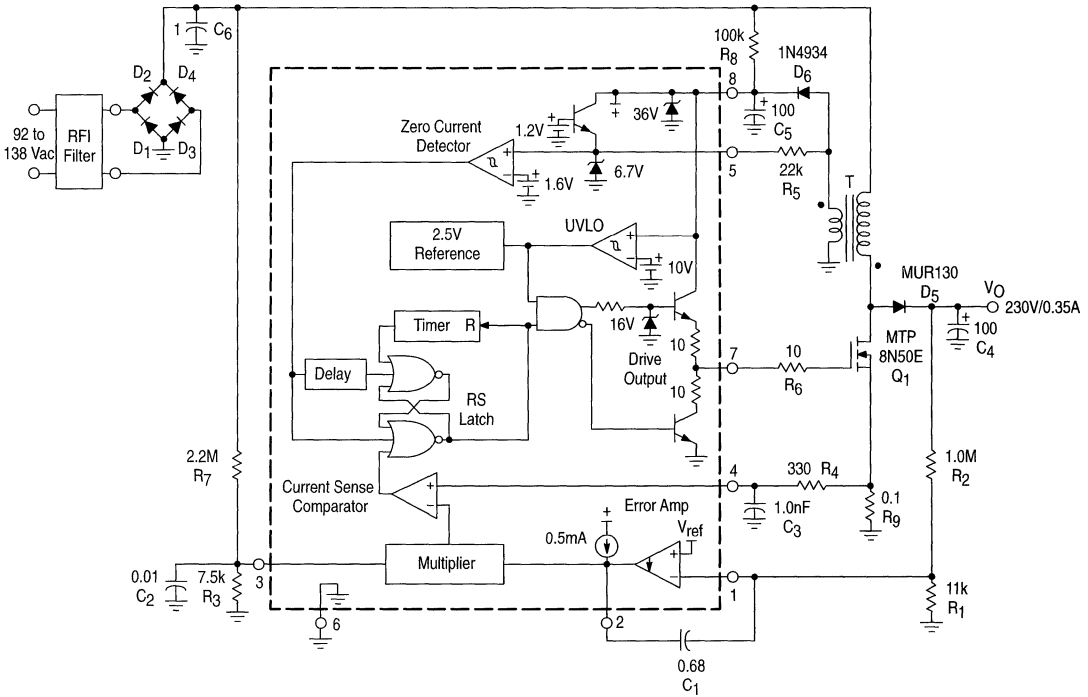 1
C6
100k
R8
1N4934
D6
D2
D4
8
100
C5
36V
1.2V
92 to
138 Vac
RFI
Filter
D1
D3
Zero Current
Detector
+
−
6.7V
1.6V
5
22k
R5
T
2.5V
Reference
UVLO
+
−
10V
MUR130
D5
VO
230V/0.35A
100
C4
Timer
R
16V
10
Drive
Output
7
10
R6
MTP
8N50E
Q1
Delay
RS
Latch
10
2.2M
R7
1.0M
R2
Current Sense
Comparator
+
−
4
330 R4
1.0nF
C3
0.1
R9
Error Amp
+
0.5mA
Vref
+
−
Multiplier
0.01
C2
7.5k
R3
3
1
11k
R1
6
2
0.68
C1